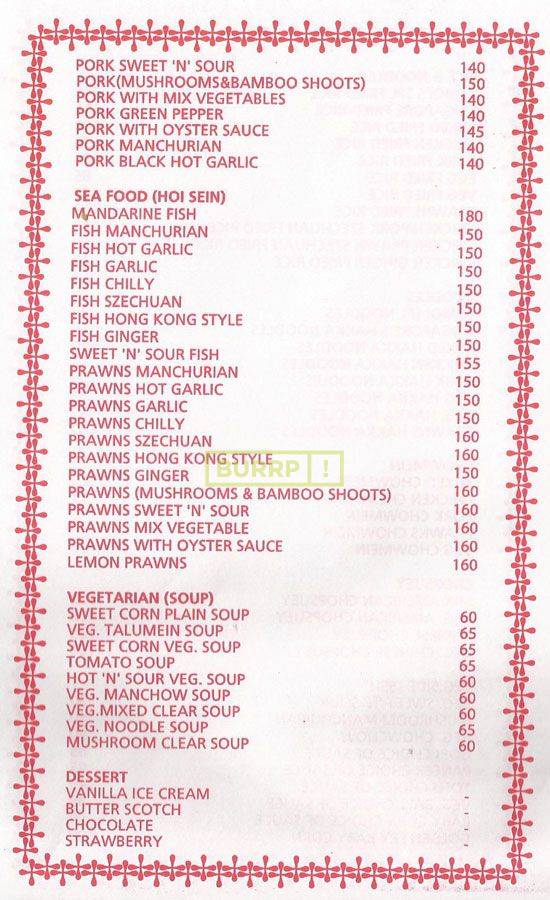 PORK SWEET 'N' SOUR 140
PORK(MUSHROOMS&BAMBOO SHOOTS) 150
PORK WITH MIX VEGETABLES 140
PORK GREEN PEPPER 140
PORK WITH OYSTER SAUCE 145
PORK MANCHURIAN 140
PORK BLACK HOT GARLIC 140
SEA FOOD (HOI SEIN)
MANDARINE FISH 180
FISH MANCHURIAN 150
FISH HOT GARLIC 150
FISH GARLIC 150
FISH CHILLY 150
FISH SZECHUAN 150
FISH HONG KONG STYLE 150
FISH GINGER 150
SWEET 'N' SOUR FISH 155
PRAWNS MANCHURIAN 150
PRAWNS HOT GARLIC 150
PRAWNS GARLIC 150
PRAWNS CHILLY 150
PRAWNS SZECHUAN 160
PRAWNS HONG KONG STYLE 160
BURRP !
PRAWNS GINGER 150
PRAWNS (MUSHROOMS & BAMBOO SHOOTS) 160
PRAWNS SWEET 'N' SOUR 160
PRAWNS MIX VEGETABLE 160
PRAWNS WITH OYSTER SAUCE 160
LEMON PRAWNS 160
VEGETARIAN (SOUP)
SWEET CORN PLAIN SOUP 60
VEG. TALUMEIN SOUP 65
SWEET CORN VEG. SOUP 65
TOMATO SOUP 65
HOT 'N' SOUR VEG. SOUP 60
VEG. MANCHOW SOUP 60
VEG.MIXED CLEAR SOUP 60
VEG. NOODLE SOUP 65
MUSHROOM CLEAR SOUP 60
DESSERT
VANILLA ICE CREAM -
BUTTER SCOTCH -
CHOCOLATE -
STRAWBERRY -